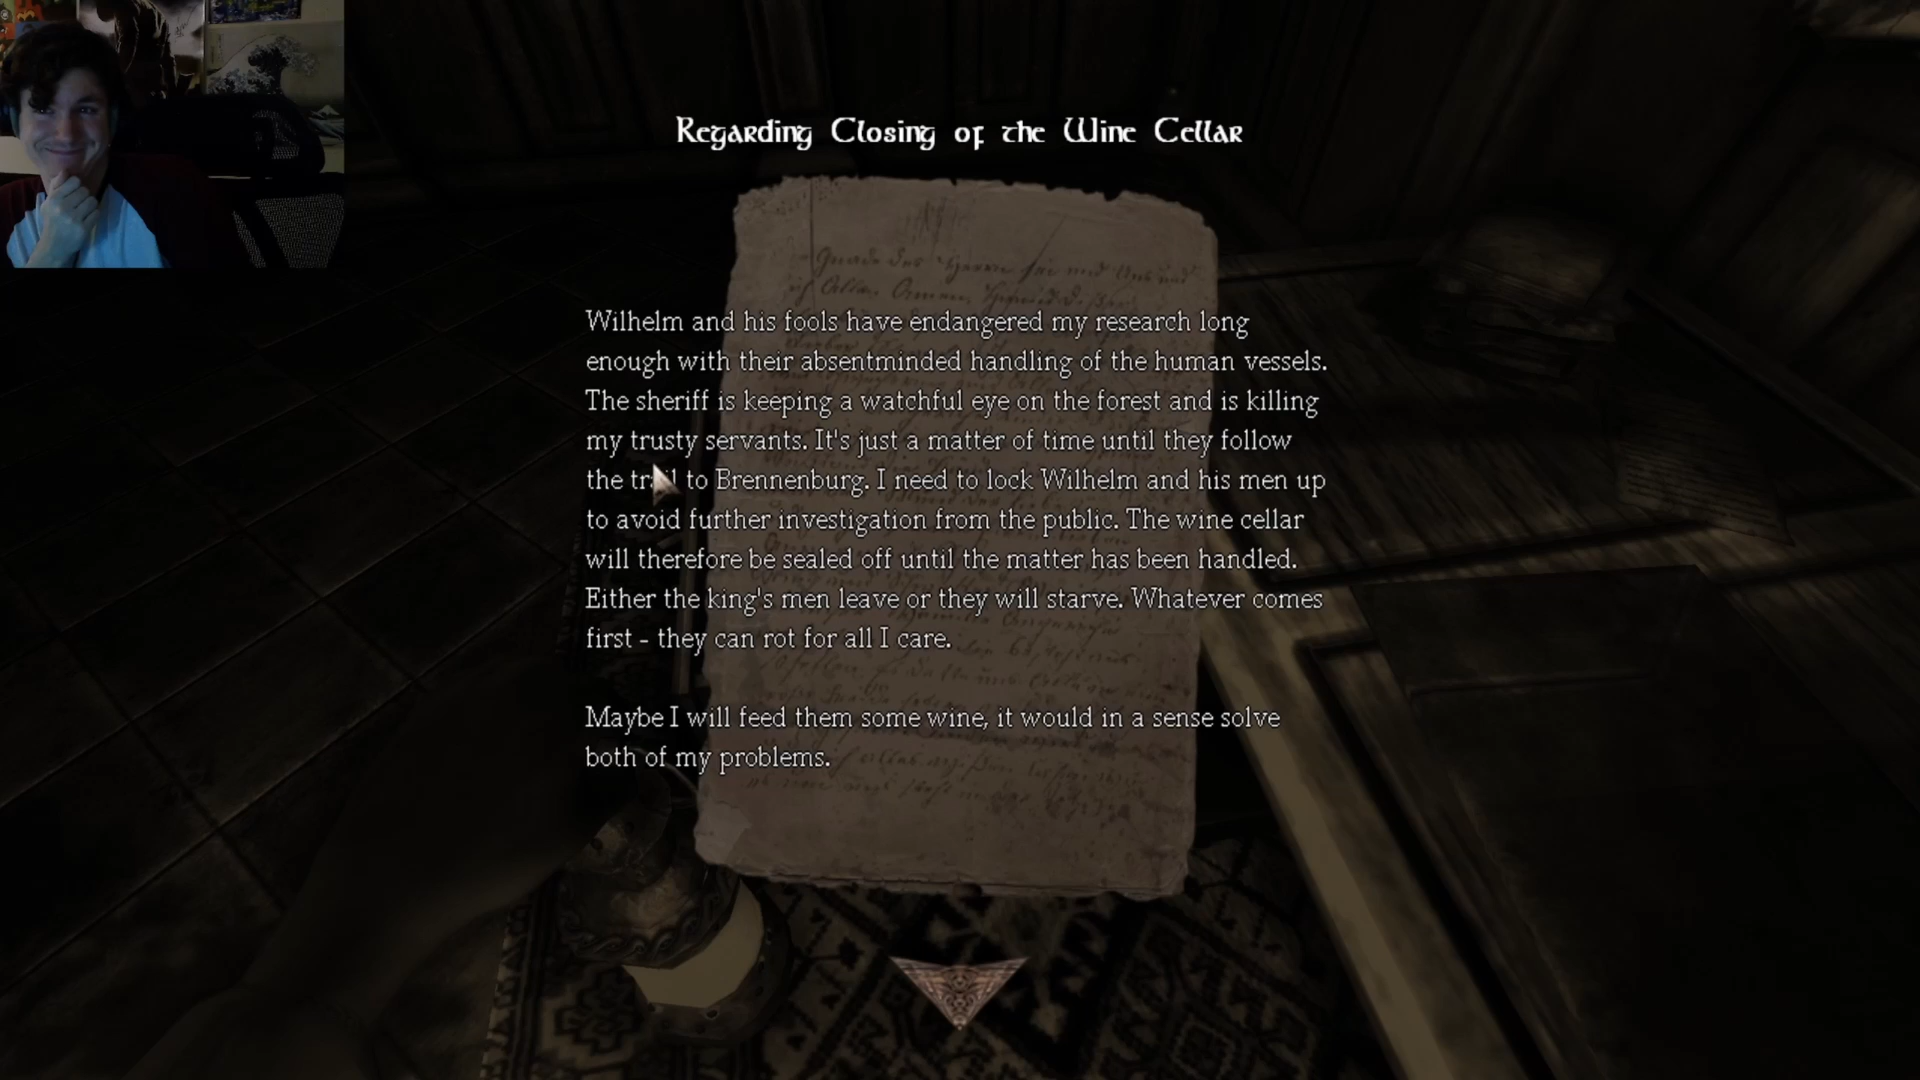 Regarding Closing of the Wine Cellar
Wilhelm and his fools have endangered my research long
enough with their absentminded handling of the human vessels.
The sheriff is keeping a watchful eye on the forest and is killing
my trusty servants. It's just a matter of time until they follow
the trail to Brennenburg. I need to lock Wilhelm and his men up
to avoid further investigation from the public. The wine cellar
will therefore be sealed off until the matter has been handled.
Either the king's men leave or they will starve. Whatever comes
first - they can rot for all I care.
Maybe I will feed them some wine, it would in a sense solve
both of my problems.